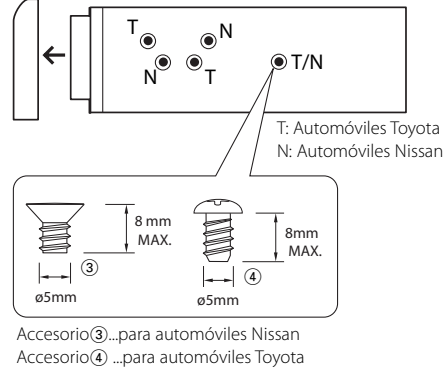 T
N
N
T
T/N
T: Automóviles Toyota
N: Automóviles Nissan
8 mm
MAX.
③
ø5mm
8mm
MAX.
④
ø5mm
Accesorio③...para automóviles Nissan
Accesorio④ ...para automóviles Toyota